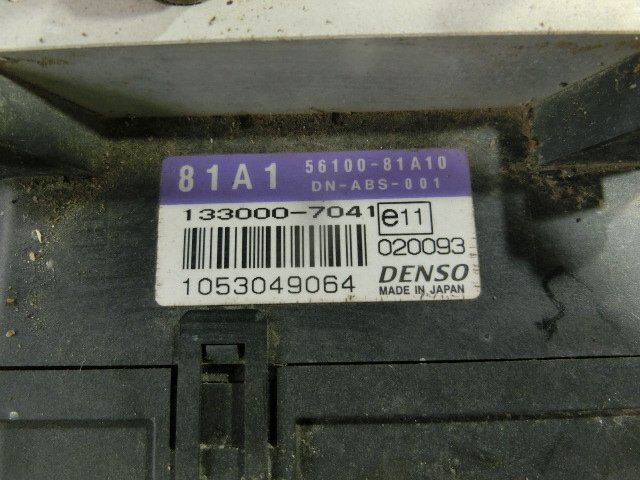 81A1 56100-81A10
DN-ABS-001
133000-7041 e11
020093
1053049064 DENSO
MADE IN JAPAN